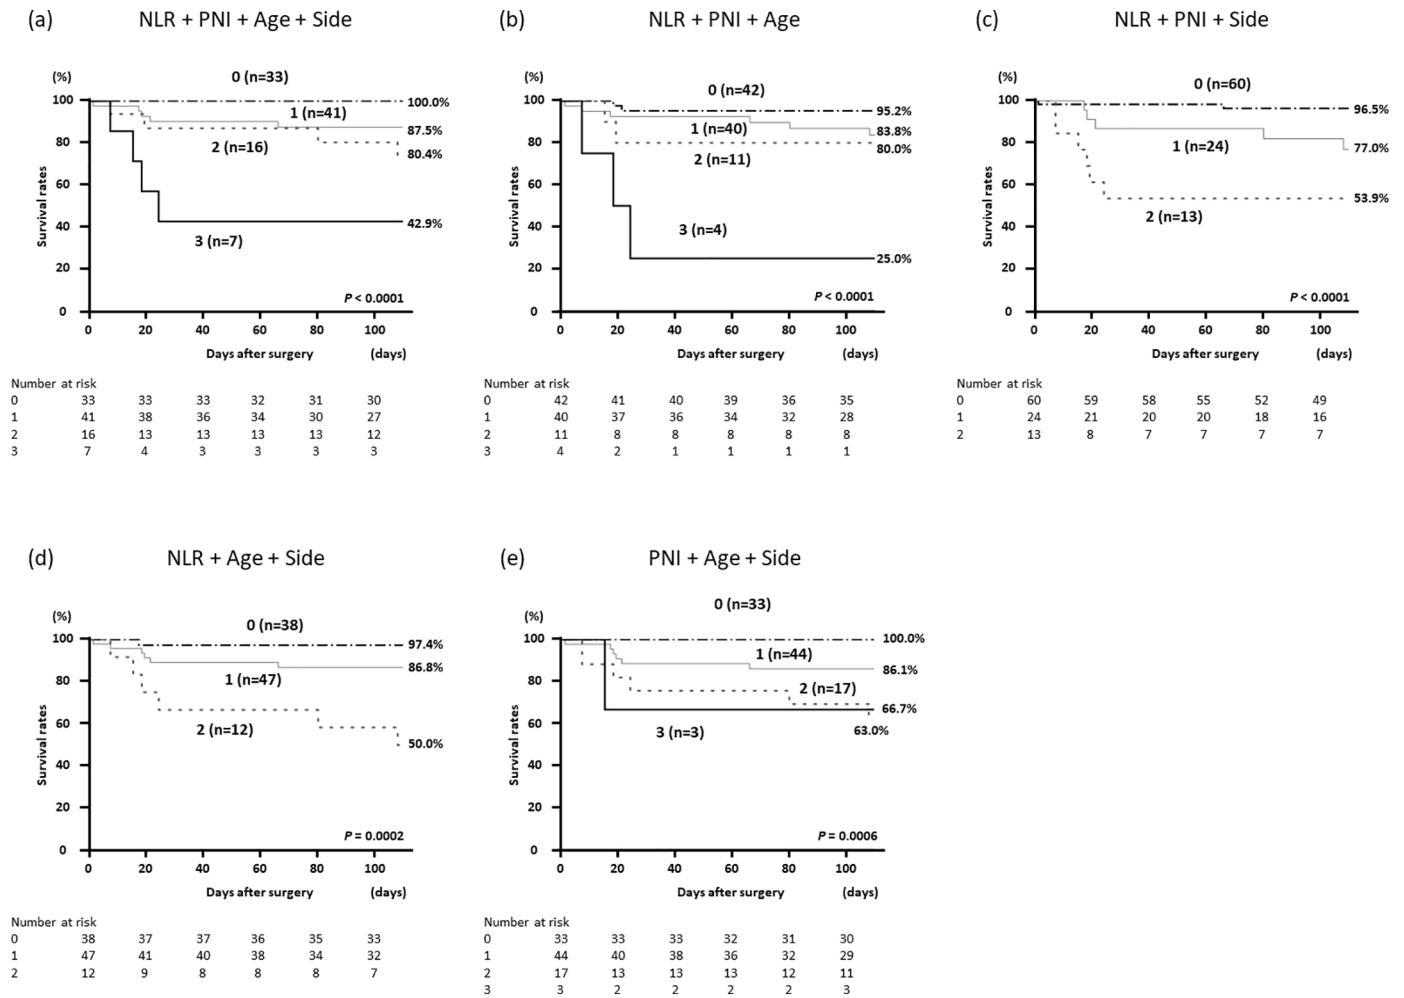 (a) NLR + PNI + Age + Side
(%)
0 (n=33)
100
100.0%
1 (n=41)
87.5%
80
2 (n=16)
80.4%
60
Survival rates
40
42.9%
3 (n=7)
20
P < 0.0001
0
0 20 40 60 80 100
Days after surgery (days)
Number at risk
0 33 33 33 32 31 30
1 41 38 36 34 30 27
2 16 13 13 13 13 12
3 7 4 3 3 3 3
(b) NLR + PNI + Age
(%)
0 (n=42)
100
95.2%
1 (n=40)
83.8%
80
80.0%
2 (n=11)
60
Survival rates
40
3 (n=4)
25.0%
20
P < 0.0001
0
0 20 40 60 80 100
Days after surgery (days)
Number at risk
0 42 41 40 39 36 35
1 40 37 36 34 32 28
2 11 8 8 8 8 8
3 4 2 1 1 1 1
(c) NLR + PNI + Side
(%)
0 (n=60)
100
96.5%
80
1 (n=24)
77.0%
60
53.9%
2 (n=13)
Survival rates
40
20
P < 0.0001
0
0 20 40 60 80 100
Days after surgery (days)
Number at risk
0 60 59 58 55 52 49
1 24 21 20 20 18 16
2 13 8 7 7 7 7
(d) NLR + Age + Side
(%)
0 (n=38)
100
97.4%
86.8%
80
1 (n=47)
60
2 (n=12)
50.0%
Survival rates
40
20
P = 0.0002
0
0 20 40 60 80 100
Days after surgery (days)
Number at risk
0 38 37 37 36 35 33
1 47 41 40 38 34 32
2 12 9 8 8 8 7
(e) PNI + Age + Side
(%)
0 (n=33)
100
100.0%
1 (n=44)
86.1%
80
2 (n=17)
66.7%
60
3 (n=3)
63.0%
Survival rates
40
20
P = 0.0006
0
0 20 40 60 80 100
Days after surgery (days)
Number at risk
0 33 33 33 32 31 30
1 44 40 38 36 32 29
2 17 13 13 13 12 11
3 3 2 2 2 2 3